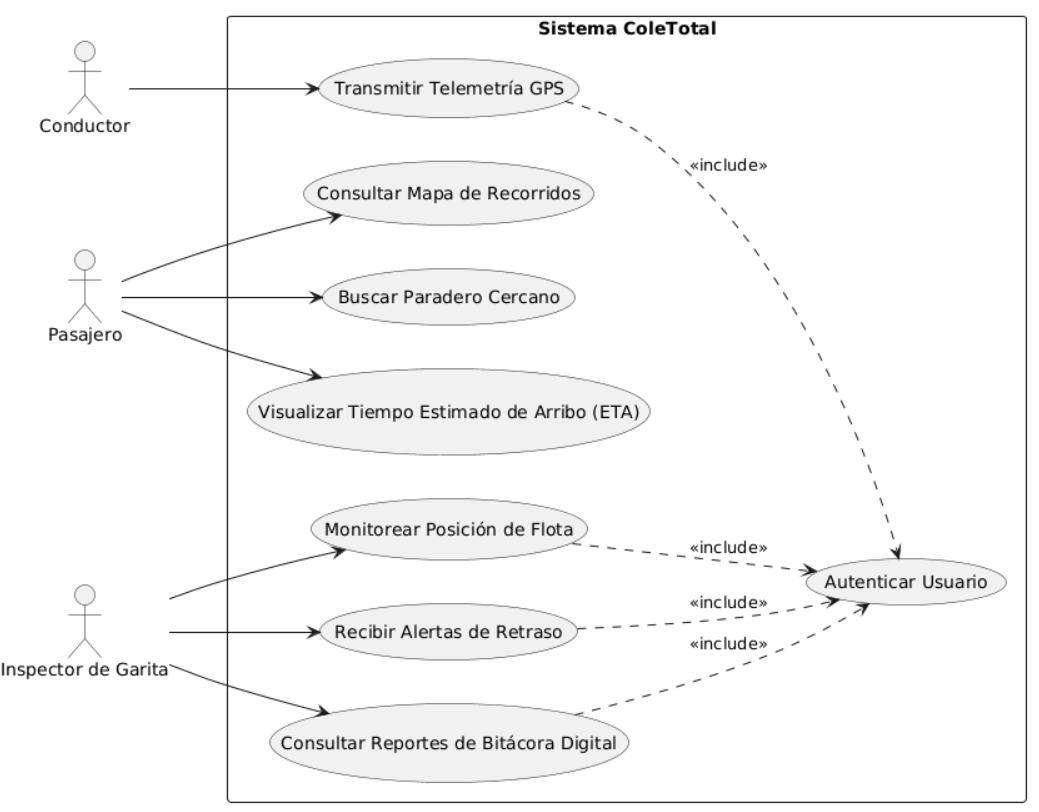 Sistema ColeTotal
Conductor
Transmitir Telemetría GPS
«include»
Consultar Mapa de Recorridos
Pasajero
Buscar Paradero Cercano
Visualizar Tiempo Estimado de Arribo (ETA)
Monitorear Posición de Flota
«include»
Autenticar Usuario
Inspector de Garita
Recibir Alertas de Retraso
«include»
«include»
Consultar Reportes de Bitácora Digital